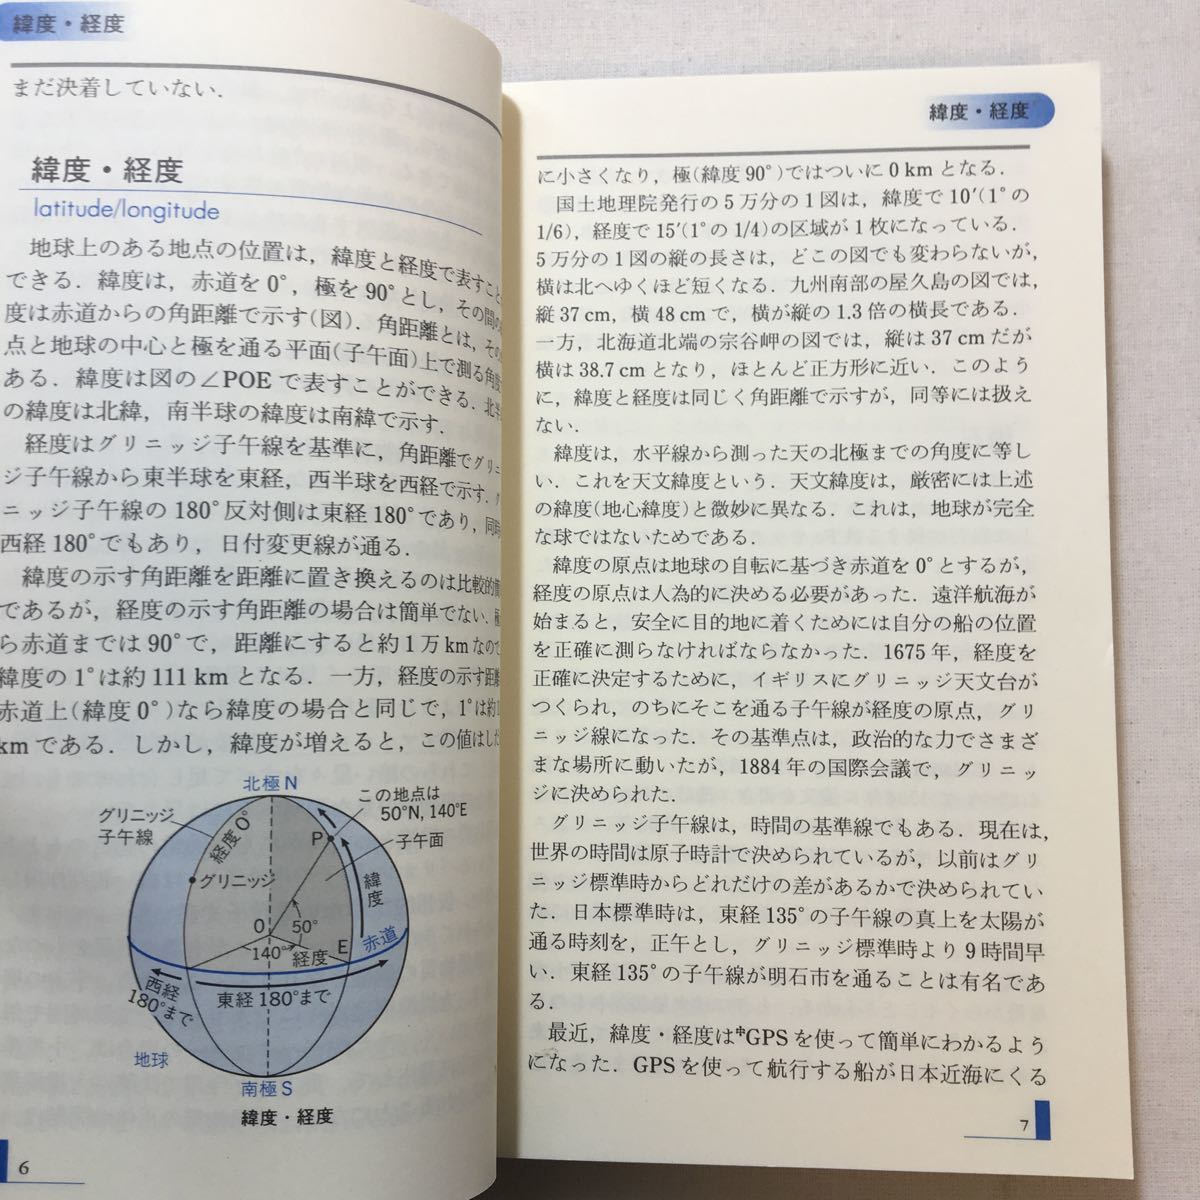 緯度・経度
まだ決着していない．
緯度・経度
latitude/longitude
地球上のある地点の位置は，緯度と経度で表すこと
できる．緯度は，赤道を0°，極を90°とし，その間の
度は赤道からの角距離で示す(図)．角距離とは，その
点と地球の中心と極を通る平面(子午面)上で測る角度
ある．緯度は図の∠POEで表すことができる．北半
の緯度は北緯，南半球の緯度は南緯で示す．
経度はグリニッジ子午線を基準に，角距離でグリニ
ジ子午線から東半球を東経，西半球を西経で示す．グ
ニッジ子午線の180°反対側は東経180°であり，同時
西経180°でもあり，日付変更線が通る．
緯度の示す角距離を距離に置き換えるのは比較的簡
であるが，経度の示す角距離の場合は簡単でない．極
ら赤道までは90°で，距離にすると約1万kmなので
緯度の1°は約111 kmとなる．一方，経度の示す距離
赤道上(緯度0°)なら緯度の場合と同じで，1°は約1
kmである．しかし，緯度が増えると，この値はしだ
北極N
グリニッジ
子午線
経度0°
この地点は
50°N, 140°E
P
子午面
グリニッジ
緯度
O
50°
140°
経度
E
赤道
西経
180°まで
東経180°まで
地球
南極S
緯度・経度
6
緯度・経度
に小さくなり，極(緯度90°)ではついに0 kmとなる．
国土地理院発行の5万分の1図は，緯度で10′(1°の
1/6)，経度で15′(1°の1/4)の区域が1枚になっている．
5万分の1図の縦の長さは，どこの図でも変わらないが，
横は北へゆくほど短くなる．九州南部の屋久島の図では，
縦37 cm，横48 cmで，横が縦の1.3倍の横長である．
一方，北海道北端の宗谷岬の図では，縦は37 cmだが
横は38.7 cmとなり，ほとんど正方形に近い．このよう
に，緯度と経度は同じく角距離で示すが，同等には扱え
ない．
緯度は，水平線から測った天の北極までの角度に等し
い．これを天文緯度という．天文緯度は，厳密には上述
の緯度(地心緯度)と微妙に異なる．これは，地球が完全
な球ではないためである．
緯度の原点は地球の自転に基づき赤道を0°とするが，
経度の原点は人為的に決める必要があった．遠洋航海が
始まると，安全に目的地に着くためには自分の船の位置
を正確に測らなければならなかった．1675年，経度を
正確に決定するために，イギリスにグリニッジ天文台が
つくられ，のちにそこを通る子午線が経度の原点，グリ
ニッジ線になった．その基準点は，政治的な力でさまざ
まな場所に動いたが，1884年の国際会議で，グリニッ
ジに決められた．
グリニッジ子午線は，時間の基準線でもある．現在は，
世界の時間は原子時計で決められているが，以前はグリ
ニッジ標準時からどれだけの差があるかで決められてい
た．日本標準時は，東経135°の子午線の真上を太陽が
通る時刻を，正午とし，グリニッジ標準時より9時間早
い．東経135°の子午線が明石市を通ることは有名であ
る．
最近，緯度・経度は*GPSを使って簡単にわかるよう
になった．GPSを使って航行する船が日本近海にくる
7